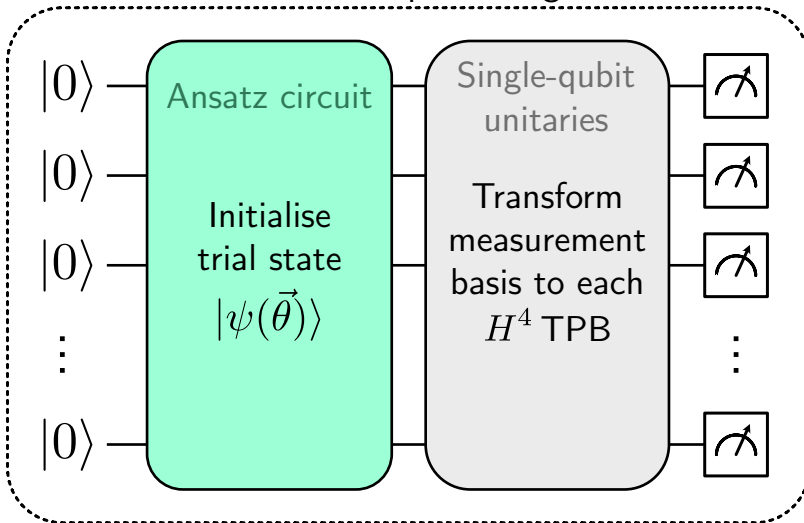 |0⟩
|0⟩
|0⟩
⋮
|0⟩
Ansatz circuit
Initialise
trial state
|ψ(θ⃗)⟩
Single-qubit
unitaries
Transform
measurement
basis to each
H⁴ TPB
⋮